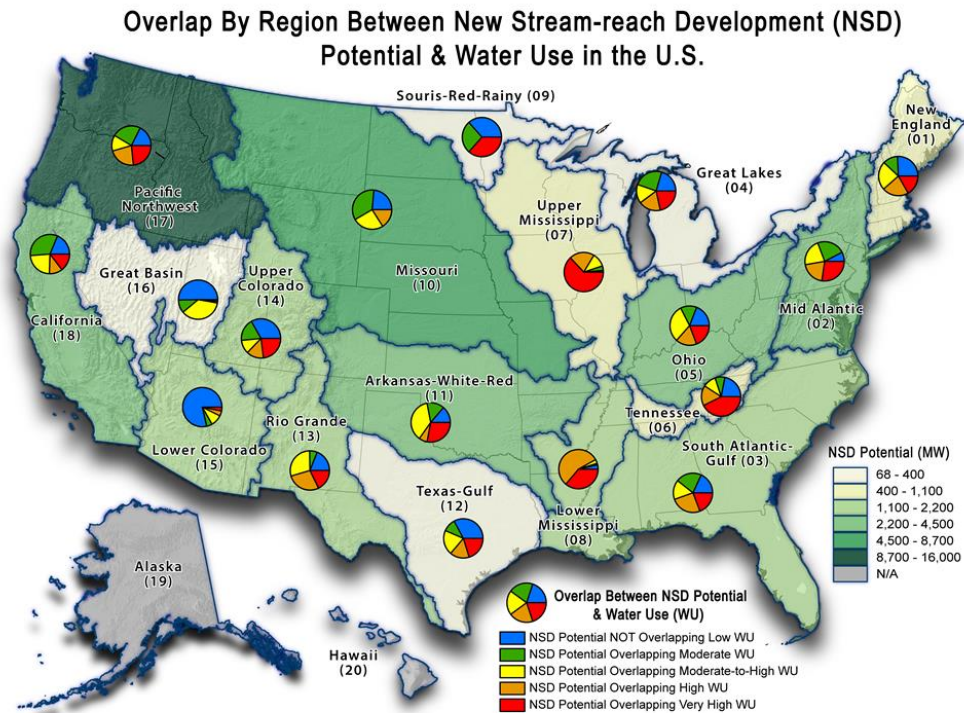 Overlap By Region Between New Stream-reach Development (NSD)
Potential & Water Use in the U.S.
Souris-Red-Rainy (09)
New
England
(01)
Great Lakes
(04)
Pacific
Northwest
(17)
Upper
Mississippi
(07)
Great Basin
(16)
Upper
Colorado
(14)
Missouri
(10)
Mid Alantic
(02)
California
(18)
Ohio
(05)
Arkansas-White-Red
(11)
Tennessee
(06)
Rio Grande
(13)
Lower Colorado
(15)
South Atlantic-
Gulf (03)
Texas-Gulf
(12)
Lower
Mississippi
(08)
Alaska
(19)
Hawaii
(20)
NSD Potential (MW)
68 - 400
400 - 1,100
1,100 - 2,200
2,200 - 4,500
4,500 - 8,700
8,700 - 16,000
N/A
Overlap Between NSD Potential
& Water Use (WU)
NSD Potential NOT Overlapping Low WU
NSD Potential Overlapping Moderate WU
NSD Potential Overlapping Moderate-to-High WU
NSD Potential Overlapping High WU
NSD Potential Overlapping Very High WU